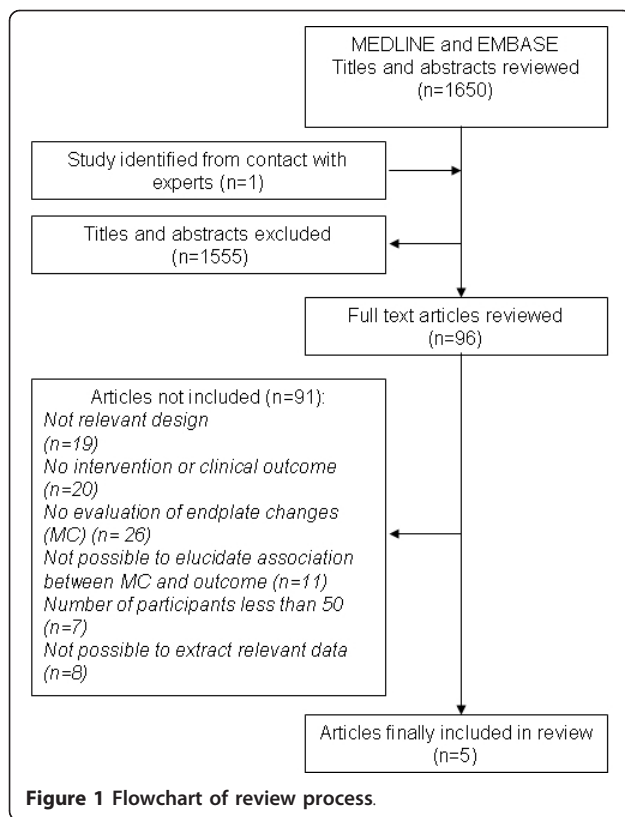 MEDLINE and EMBASE
Titles and abstracts reviewed
(n=1650)
Study identified from contact with
experts (n=1)
Titles and abstracts excluded
(n=1555)
Full text articles reviewed
(n=96)
Articles not included (n=91):
Not relevant design
(n=19)
No intervention or clinical outcome
(n=20)
No evaluation of endplate changes
(MC) (n= 26)
Not possible to elucidate association
between MC and outcome (n=11)
Number of participants less than 50
(n=7)
Not possible to extract relevant data
(n=8)
Articles finally included in review
(n=5)
Figure 1 Flowchart of review process.